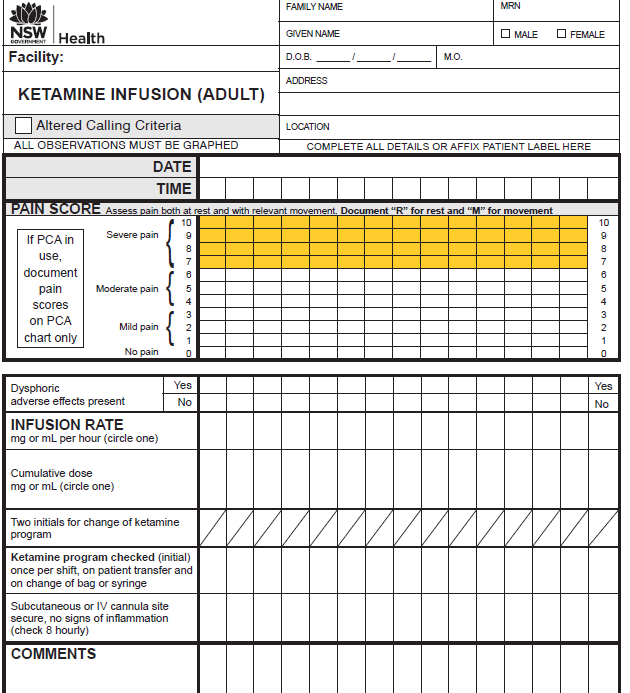 FAMILY NAME
MRN
NSW
GOVERNMENT
Health
GIVEN NAME
MALE
FEMALE
Facility:
D.O.B. _______ / _______ / _______
M.O.
ADDRESS
KETAMINE INFUSION (ADULT)
Altered Calling Criteria
LOCATION
ALL OBSERVATIONS MUST BE GRAPHED
COMPLETE ALL DETAILS OR AFFIX PATIENT LABEL HERE
DATE
TIME
PAIN SCORE Assess pain both at rest and with relevant movement. Document “R” for rest and “M” for movement
If PCA in
use,
document
pain
scores
on PCA
chart only
Severe pain
Moderate pain
Mild pain
No pain
10
9
8
7
6
5
4
3
2
1
0
10
9
8
7
6
5
4
3
2
1
0
Dysphoric
adverse effects present
Yes
No
Yes
No
INFUSION RATE
mg or mL per hour (circle one)
Cumulative dose
mg or mL (circle one)
Two initials for change of ketamine
program
Ketamine program checked (initial)
once per shift, on patient transfer and
on change of bag or syringe
Subcutaneous or IV cannula site
secure, no signs of inflammation
(check 8 hourly)
COMMENTS